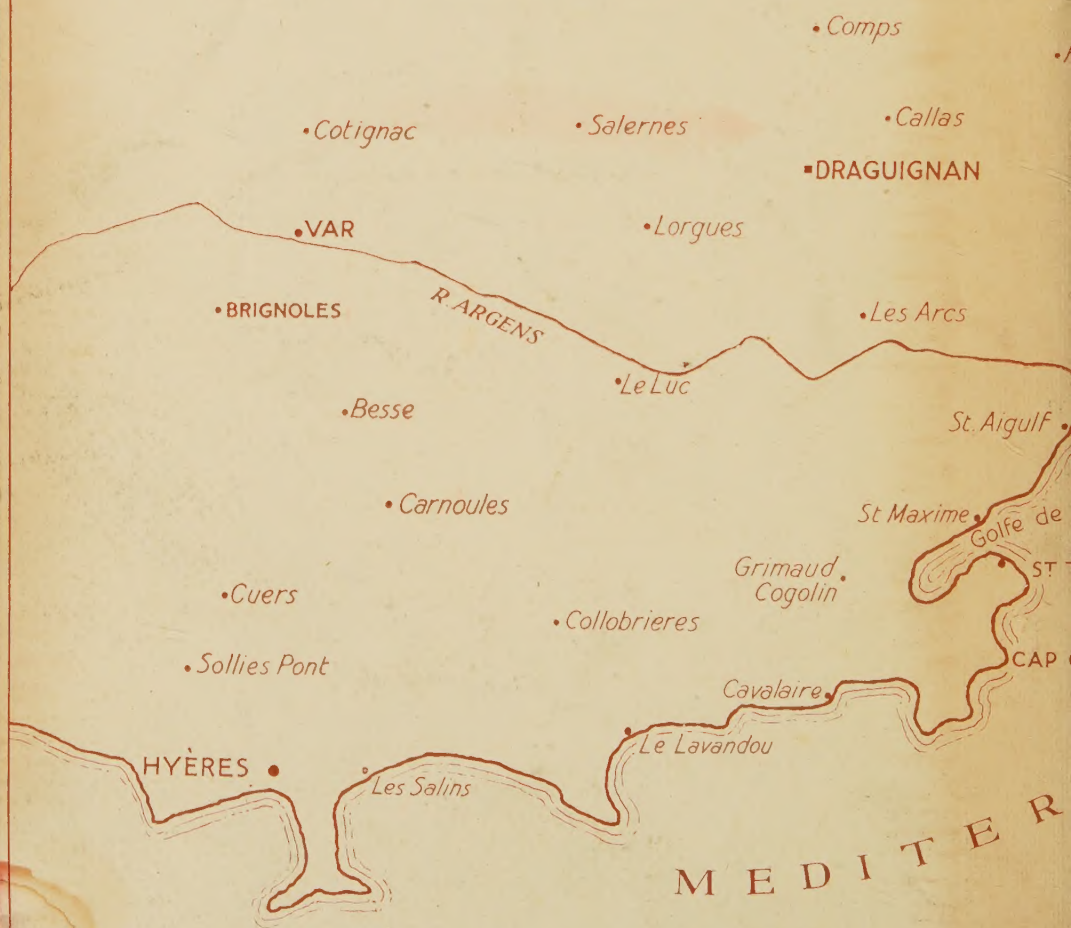 Comps
Cotignac
Salernes
Callas
DRAGUIGNAN
VAR
Lorgues
BRIGNOLES
R. ARGENS
Les Arcs
Le Luc
Besse
St. Aigulf
Carnoules
St Maxime
Golfe de
Grimaud
Cogolin
ST
Cuers
Collobrieres
Sollies Pont
CAP
Cavalaire
Le Lavandou
HYÈRES
Les Salins
MEDITER